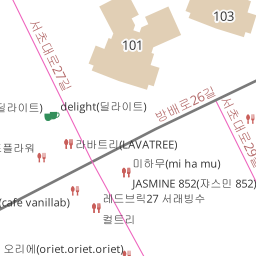 103
101
서초대로27길
딜라이트)
delight(딜라이트)
방배로26길
서초대로29길
라바트리(LAVATREE)
플라워
미하무(mi ha mu)
JASMINE 852(쟈스민 852)
(cafe vanillab)
레드브릭27 서래빙수
컬트리
오리에(oriet.oriet.oriet)